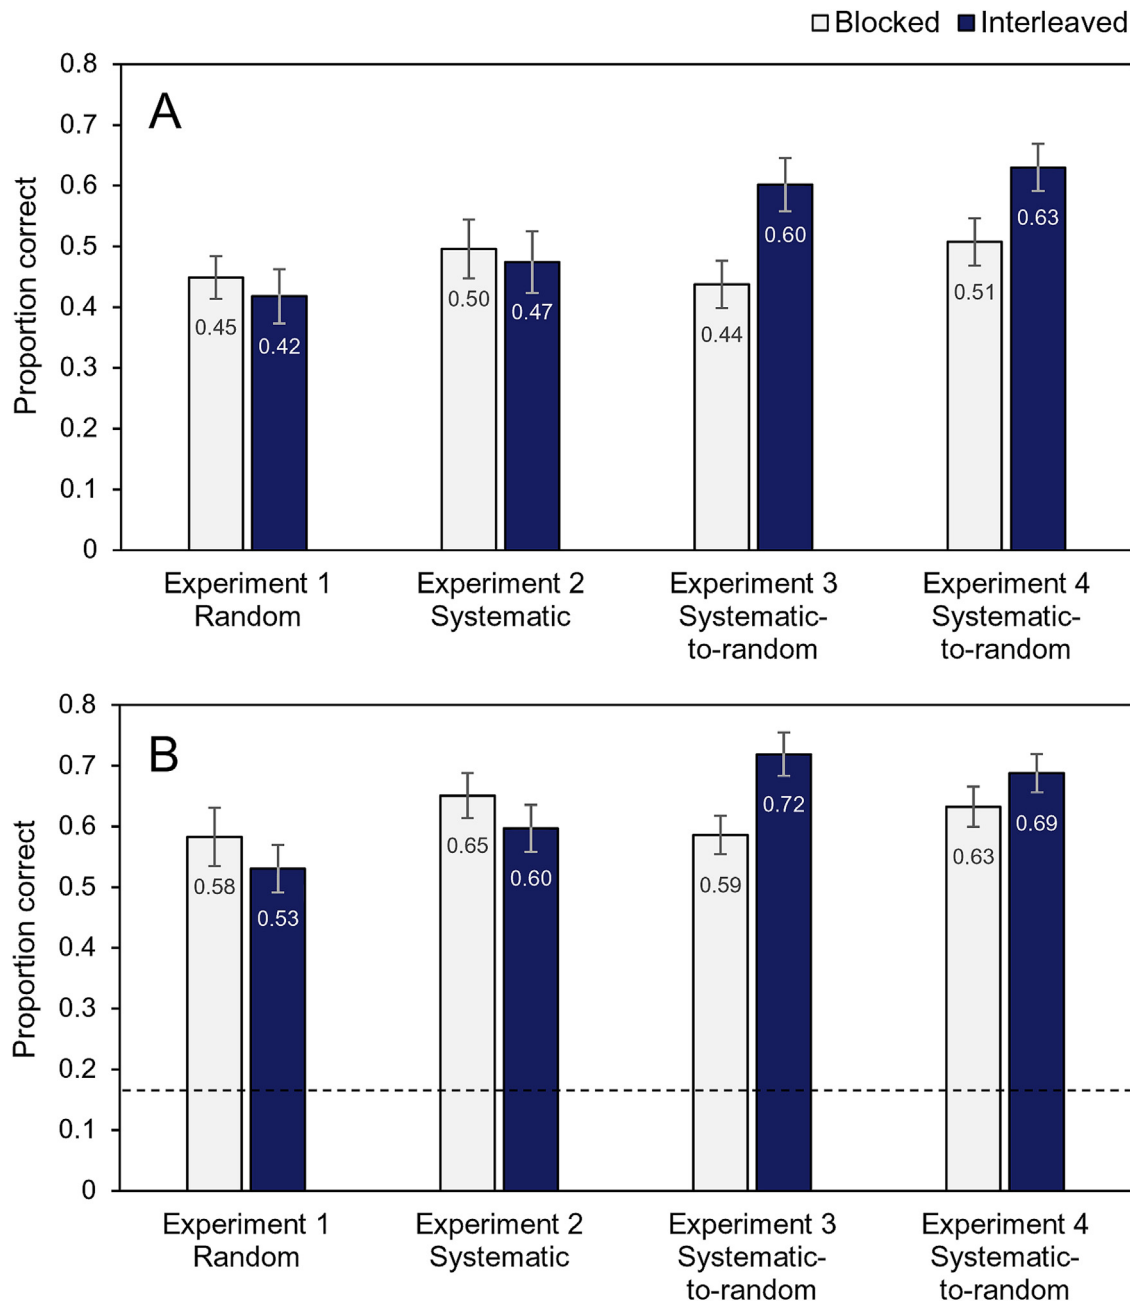 Blocked Interleaved
A
Proportion correct
0.8
0.7
0.6
0.5
0.4
0.3
0.2
0.1
0
0.45
0.42
0.50
0.47
0.44
0.60
0.51
0.63
Experiment 1
Random
Experiment 2
Systematic
Experiment 3
Systematic-
to-random
Experiment 4
Systematic-
to-random
B
Proportion correct
0.8
0.7
0.6
0.5
0.4
0.3
0.2
0.1
0
0.58
0.53
0.65
0.60
0.59
0.72
0.63
0.69
Experiment 1
Random
Experiment 2
Systematic
Experiment 3
Systematic-
to-random
Experiment 4
Systematic-
to-random